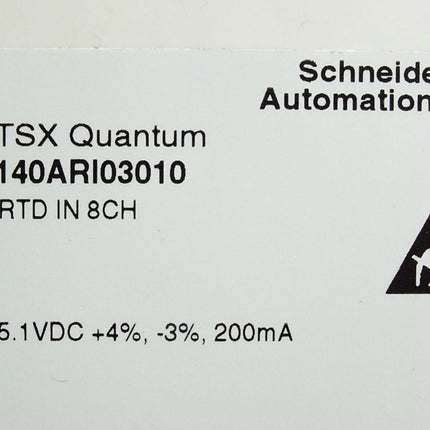 Schneide
Automation
TSX Quantum
140ARI03010
RTD IN 8CH
5.1VDC +4%, -3%, 200mA